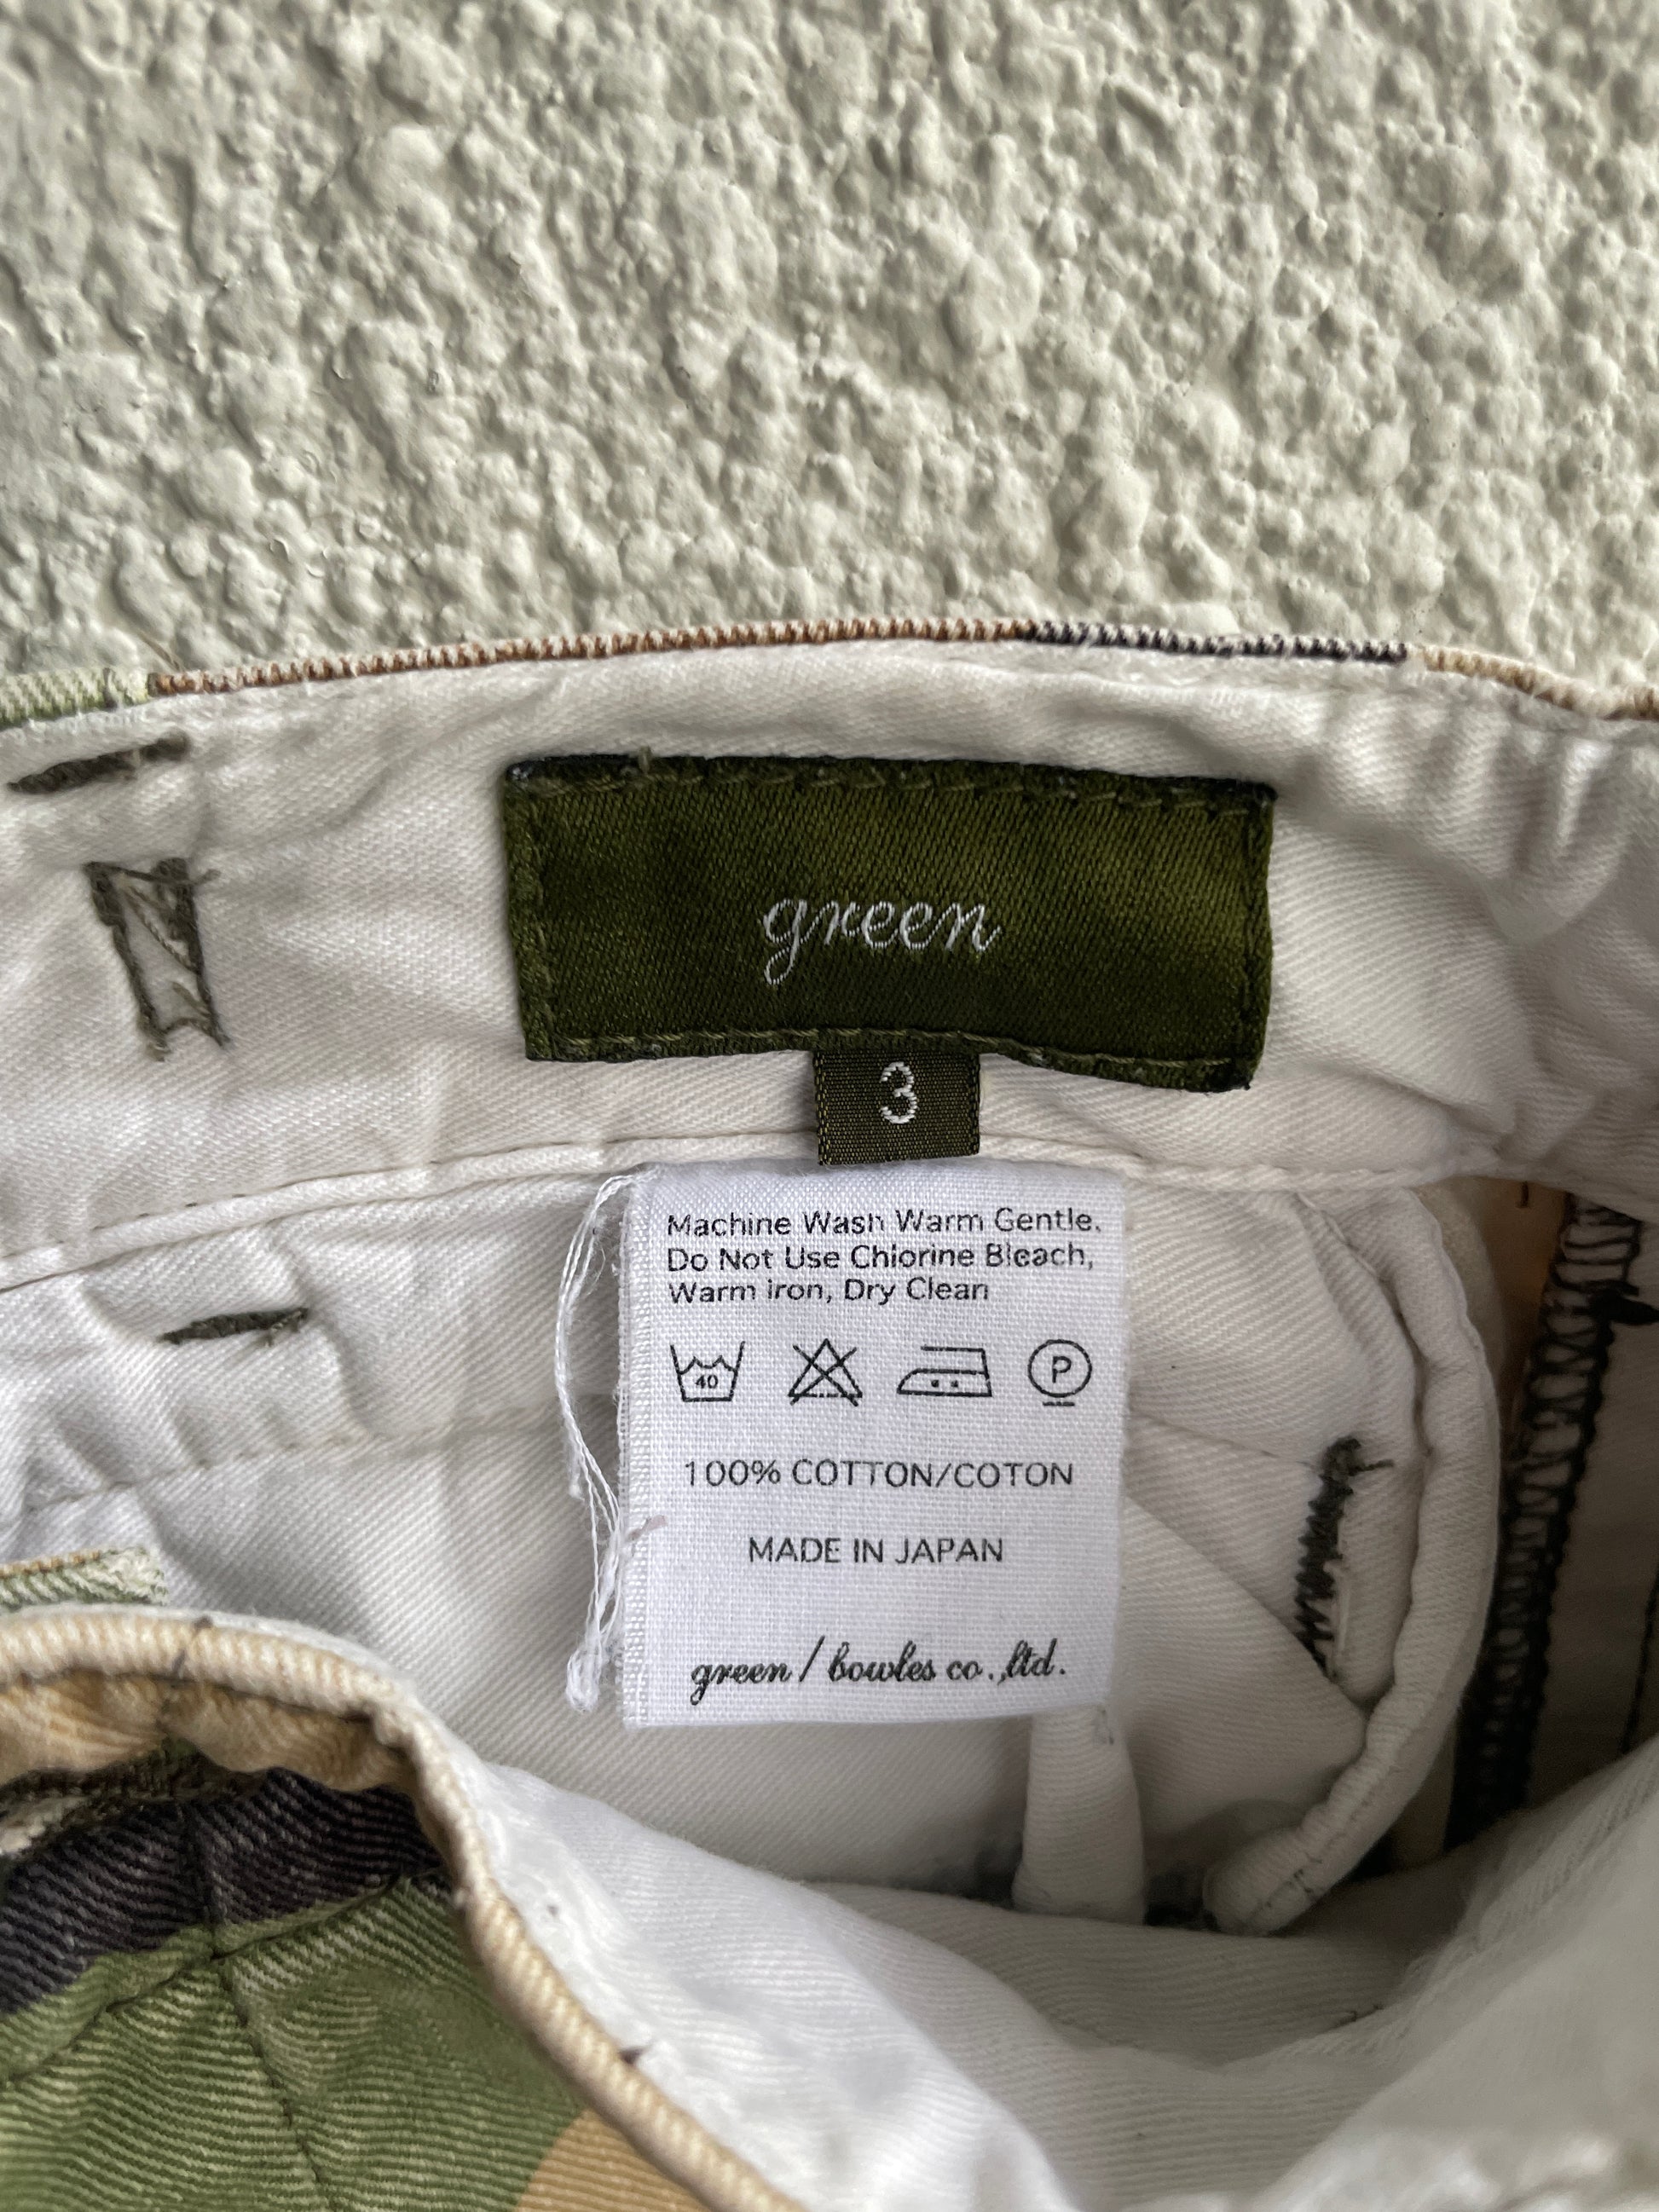 green
3
Machine Wash Warm Gentle.
Do Not Use Chlorine Bleach,
Warm iron, Dry Clean
40
P
100% COTTON/COTON
MADE IN JAPAN
green / bowles co.,ltd.